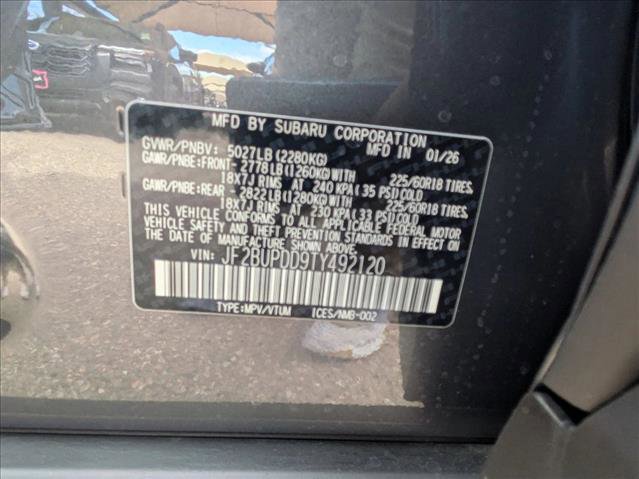 MFD BY SUBARU CORPORATION
GVWR/PNBV: 5027LB (2280KG) MFD IN 01/26
GAWR/PNBE:FRONT-2778LB(1260KG)WITH 225/60R18 TIRES,
18X7J RIMS AT 240 KPA(35 PSI)COLD
GAWR/PNBE:REAR -2822LB(1280KG)WITH 225/60R18 TIRES,
18X7J RIMS AT 230 KPA(33 PSI)COLD
THIS VEHICLE CONFORMS TO ALL APPLICABLE FEDERAL MOTOR
VEHICLE SAFETY AND THEFT PREVENTION STANDARDS IN EFFECT
ON THE DATE OF MANUFACTURE SHOWN ABOVE.
VIN: JF2BUPDD9TY492120
TYPE:MPV/VTUM ICES/NMB-002